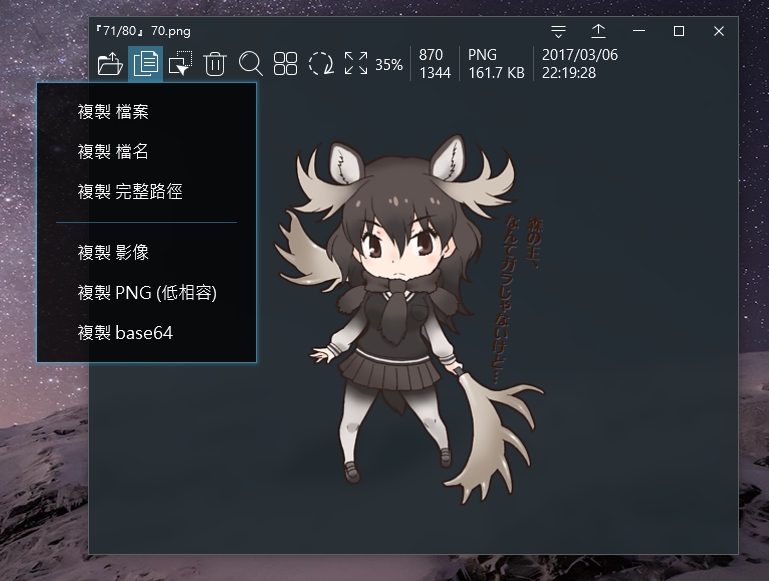 『71/80』 70.png
35%
870
1344
PNG
161.7 KB
2017/03/06
22:19:28
複製 檔案
複製 檔名
複製 完整路徑
複製 影像
複製 PNG (低相容)
複製 base64
森の王、
なんてガラじゃないけど…